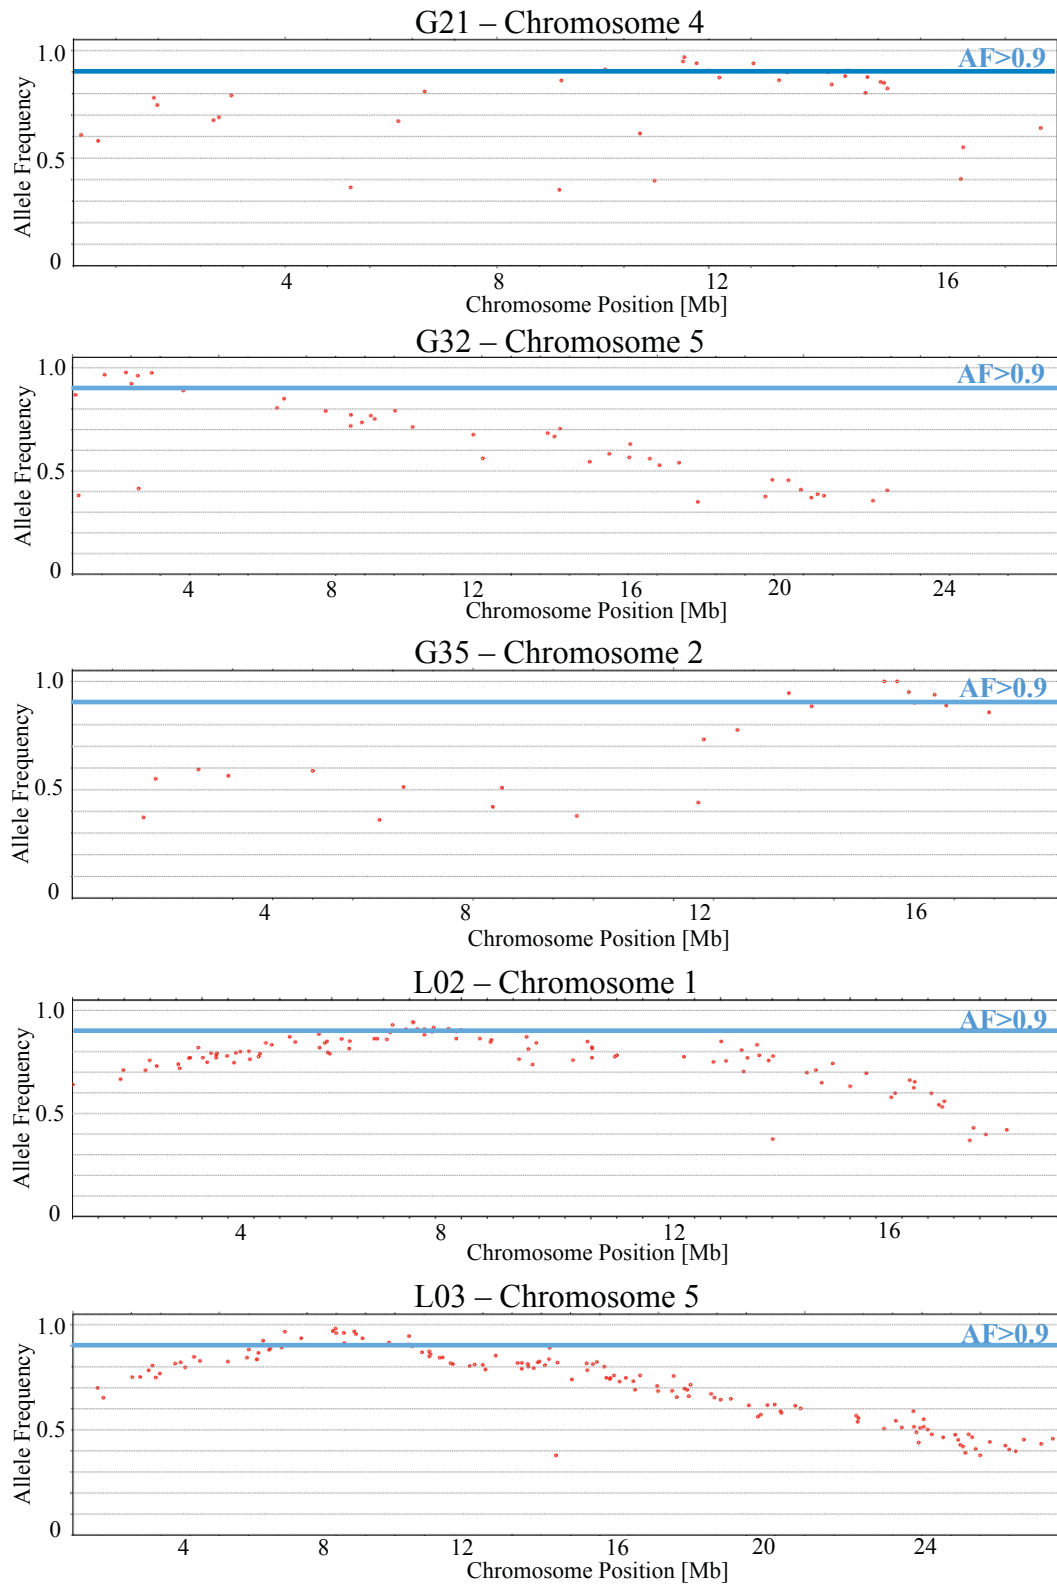 G21 – Chromosome 4
AF>0.9
1.0
0.5
0
Allele Frequency
4 8 12 16
Chromosome Position [Mb]
G32 – Chromosome 5
AF>0.9
1.0
0.5
0
Allele Frequency
4 8 12 16 20 24
Chromosome Position [Mb]
G35 – Chromosome 2
AF>0.9
1.0
0.5
0
Allele Frequency
4 8 12 16
Chromosome Position [Mb]
L02 – Chromosome 1
AF>0.9
1.0
0.5
0
Allele Frequency
4 8 12 16
Chromosome Position [Mb]
L03 – Chromosome 5
AF>0.9
1.0
0.5
0
Allele Frequency
4 8 12 16 20 24
Chromosome Position [Mb]